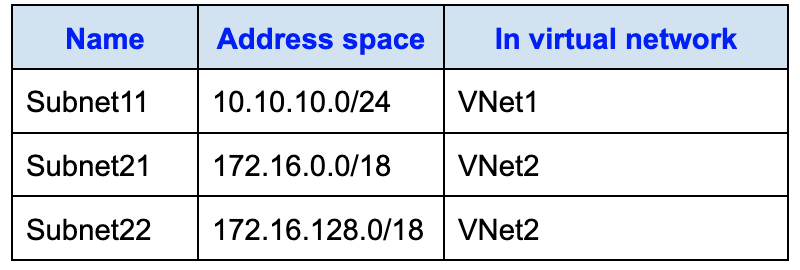 Name Address space In virtual network
Subnet11 10.10.10.0/24 VNet1
Subnet21 172.16.0.0/18 VNet2
Subnet22 172.16.128.0/18 VNet2